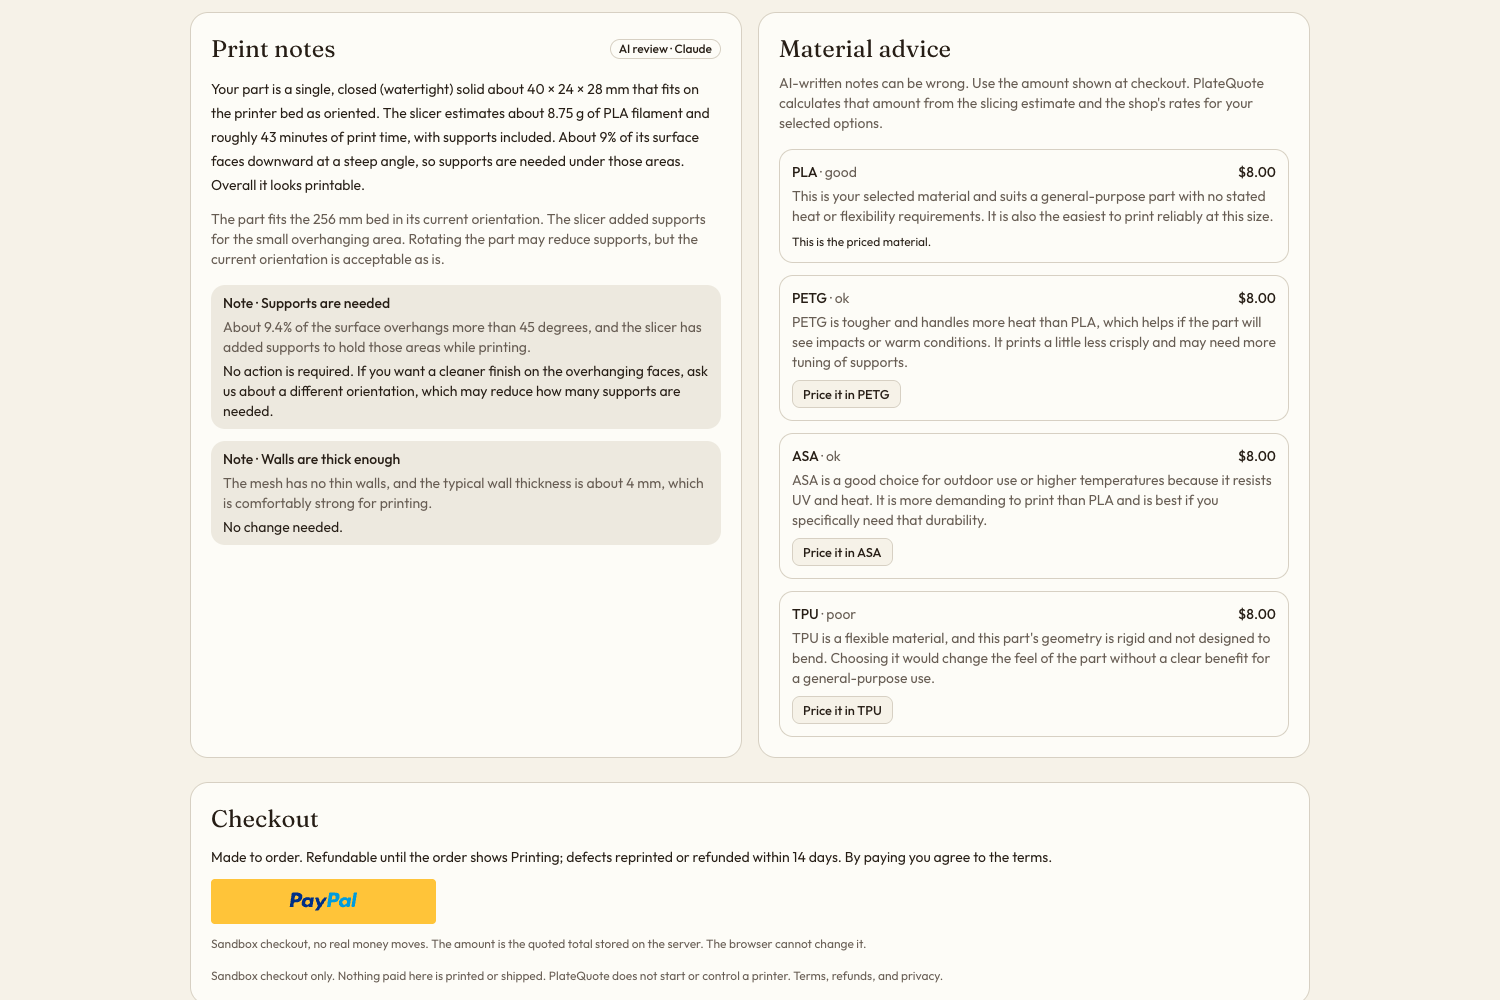 Print notes
AI review · Claude
Your part is a single, closed (watertight) solid about 40 × 24 × 28 mm that fits on
the printer bed as oriented. The slicer estimates about 8.75 g of PLA filament and
roughly 43 minutes of print time, with supports included. About 9% of its surface
faces downward at a steep angle, so supports are needed under those areas.
Overall it looks printable.
The part fits the 256 mm bed in its current orientation. The slicer added supports
for the small overhanging area. Rotating the part may reduce supports, but the
current orientation is acceptable as is.
Note · Supports are needed
About 9.4% of the surface overhangs more than 45 degrees, and the slicer has
added supports to hold those areas while printing.
No action is required. If you want a cleaner finish on the overhanging faces, ask
us about a different orientation, which may reduce how many supports are
needed.
Note · Walls are thick enough
The mesh has no thin walls, and the typical wall thickness is about 4 mm, which
is comfortably strong for printing.
No change needed.
Material advice
AI-written notes can be wrong. Use the amount shown at checkout. PlateQuote
calculates that amount from the slicing estimate and the shop's rates for your
selected options.
PLA · good $8.00
This is your selected material and suits a general-purpose part with no stated
heat or flexibility requirements. It is also the easiest to print reliably at this size.
This is the priced material.
PETG · ok $8.00
PETG is tougher and handles more heat than PLA, which helps if the part will
see impacts or warm conditions. It prints a little less crisply and may need more
tuning of supports.
Price it in PETG
ASA · ok $8.00
ASA is a good choice for outdoor use or higher temperatures because it resists
UV and heat. It is more demanding to print than PLA and is best if you
specifically need that durability.
Price it in ASA
TPU · poor $8.00
TPU is a flexible material, and this part's geometry is rigid and not designed to
bend. Choosing it would change the feel of the part without a clear benefit for
a general-purpose use.
Price it in TPU
Checkout
Made to order. Refundable until the order shows Printing; defects reprinted or refunded within 14 days. By paying you agree to the terms.
PayPal
Sandbox checkout, no real money moves. The amount is the quoted total stored on the server. The browser cannot change it.
Sandbox checkout only. Nothing paid here is printed or shipped. PlateQuote does not start or control a printer. Terms, refunds, and privacy.